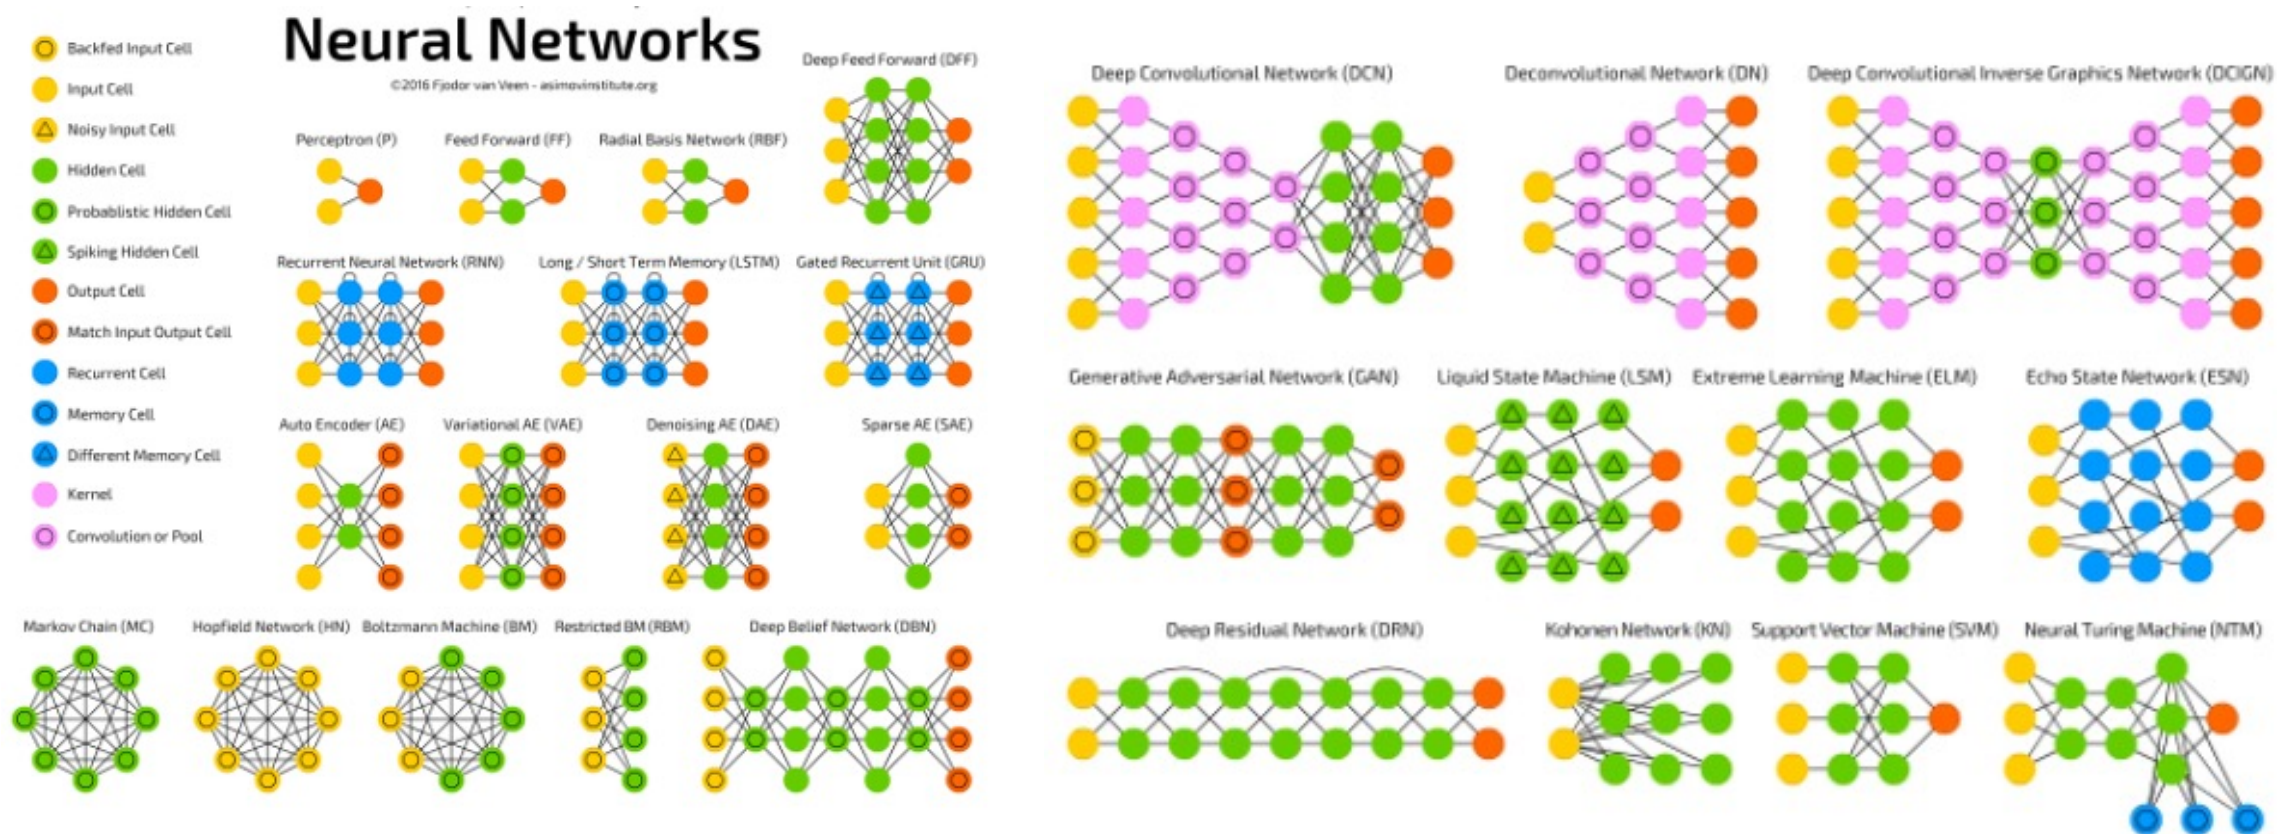 Neural Networks
©2016 Fjodor van Veen - asimovinstitute.org
Backfed Input Cell
Input Cell
Noisy Input Cell
Hidden Cell
Probablistic Hidden Cell
Spiking Hidden Cell
Output Cell
Match Input Output Cell
Recurrent Cell
Memory Cell
Different Memory Cell
Kernel
Convolution or Pool
Deep Feed Forward (DFF)
Perceptron (P)
Feed Forward (FF)
Radial Basis Network (RBF)
Recurrent Neural Network (RNN)
Long / Short Term Memory (LSTM)
Gated Recurrent Unit (GRU)
Auto Encoder (AE)
Variational AE (VAE)
Denoising AE (DAE)
Sparse AE (SAE)
Markov Chain (MC)
Hopfield Network (HN)
Boltzmann Machine (BM)
Restricted BM (RBM)
Deep Belief Network (DBN)
Deep Convolutional Network (DCN)
Deconvolutional Network (DN)
Deep Convolutional Inverse Graphics Network (DCIGN)
Generative Adversarial Network (GAN)
Liquid State Machine (LSM)
Extreme Learning Machine (ELM)
Echo State Network (ESN)
Deep Residual Network (DRN)
Kohonen Network (KN)
Support Vector Machine (SVM)
Neural Turing Machine (NTM)